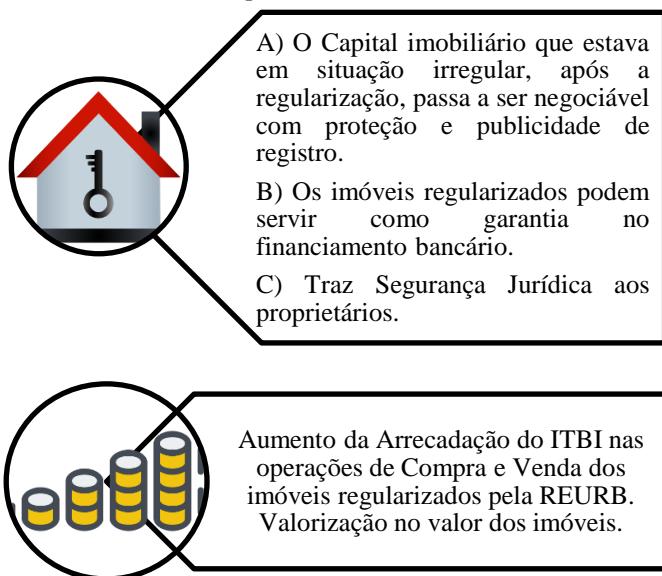 A) O Capital imobiliário que estava
em situação irregular, após a
regularização, passa a ser negociável
com proteção e publicidade de
registro.
B) Os imóveis regularizados podem
servir como garantia no
financiamento bancário.
C) Traz Segurança Jurídica aos
proprietários.
Aumento da Arrecadação do ITBI nas
operações de Compra e Venda dos
imóveis regularizados pela REURB.
Valorização no valor dos imóveis.